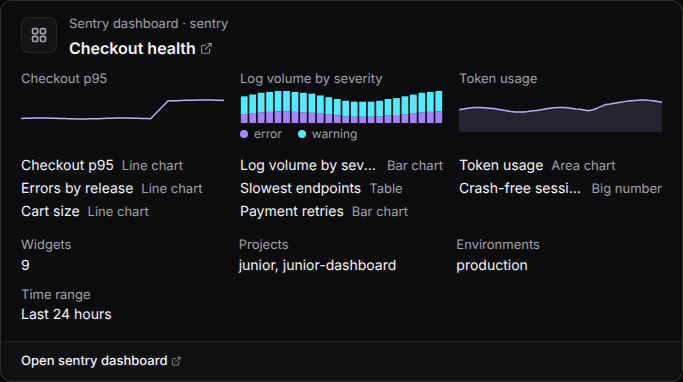 Sentry dashboard · sentry
Checkout health
Checkout p95
Log volume by severity
Token usage
error
warning
Checkout p95 Line chart
Log volume by sev... Bar chart
Token usage Area chart
Errors by release Line chart
Slowest endpoints Table
Crash-free sessi... Big number
Cart size Line chart
Payment retries Bar chart
Widgets
Projects
Environments
9
junior, junior-dashboard
production
Time range
Last 24 hours
Open sentry dashboard